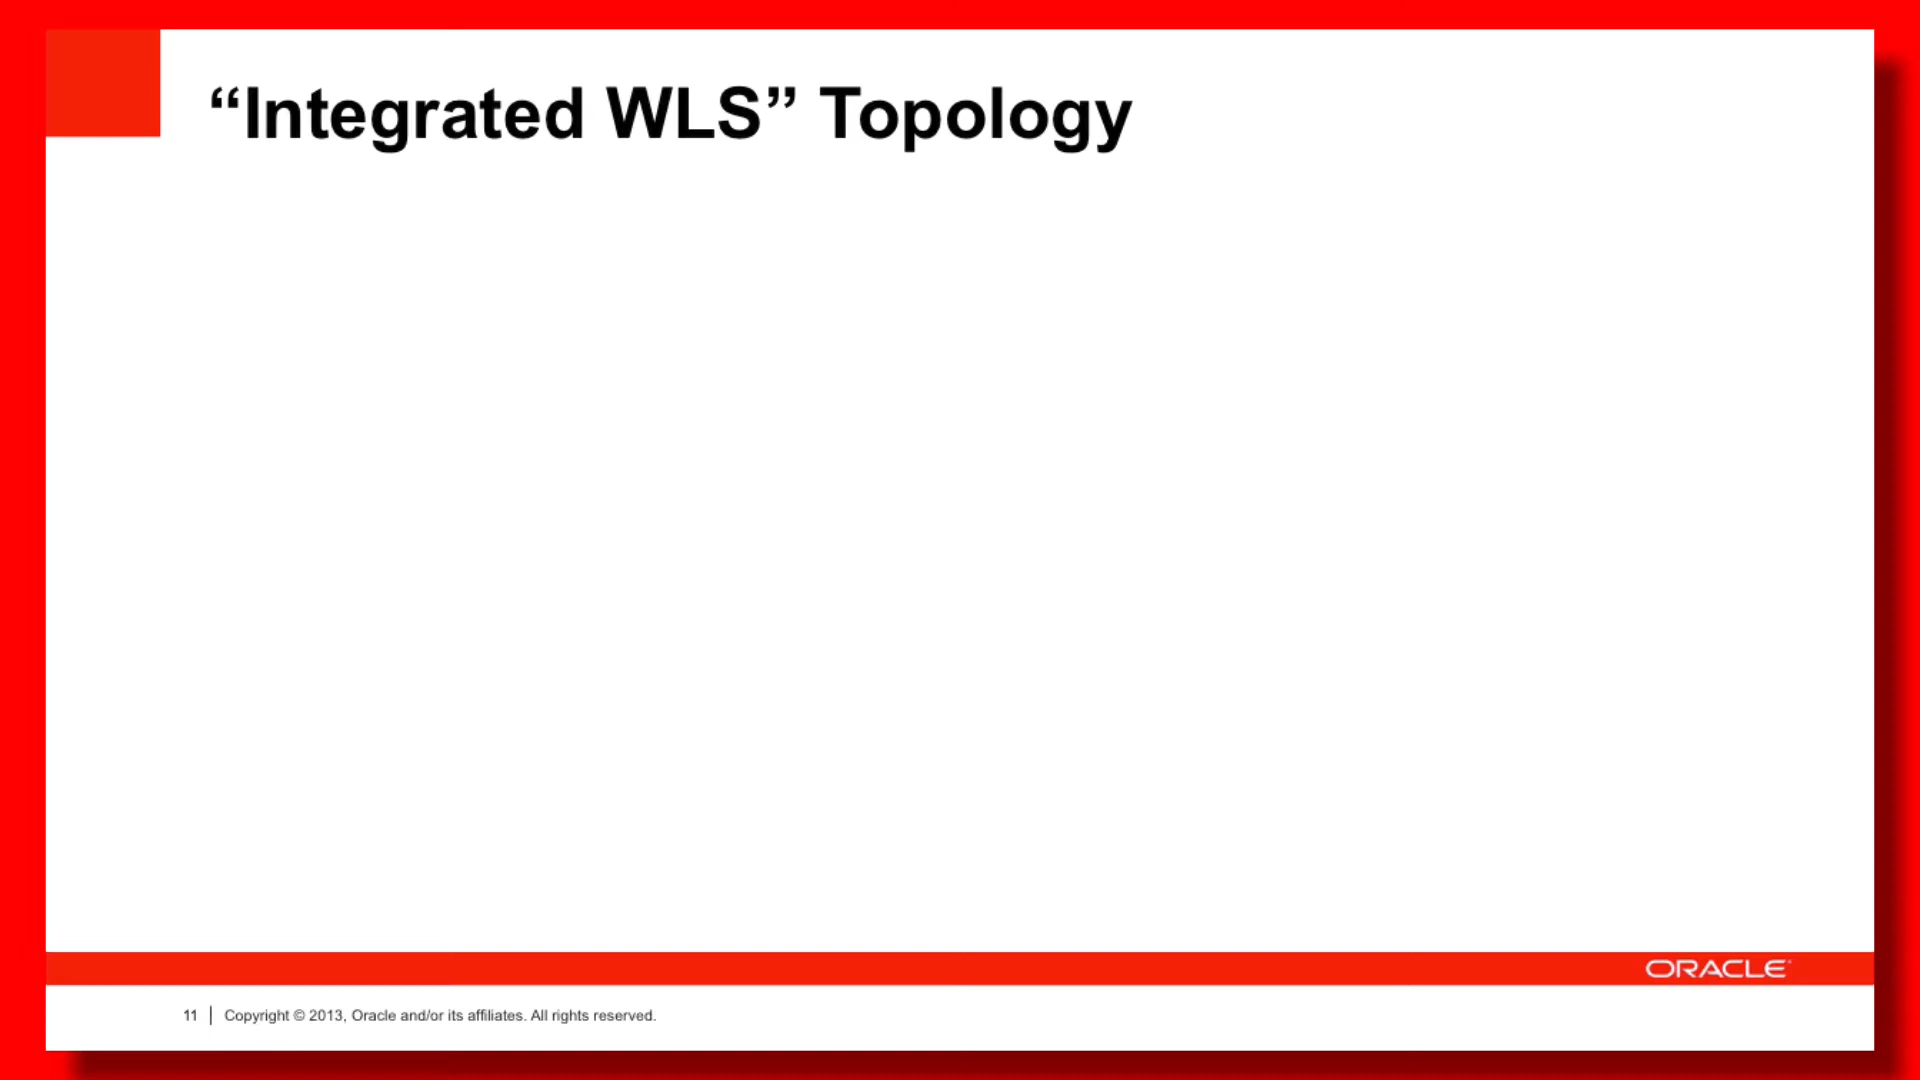 “Integrated WLS” Topology
ORACLE
11 | Copyright © 2013, Oracle and/or its affiliates. All rights reserved.